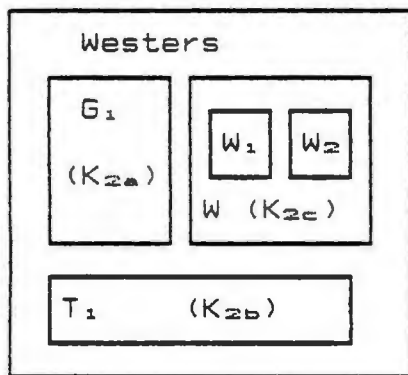 Westers
G₁
(K₂ₐ)
W₁ W₂
W (K₂c)
T₁ (K₂b)